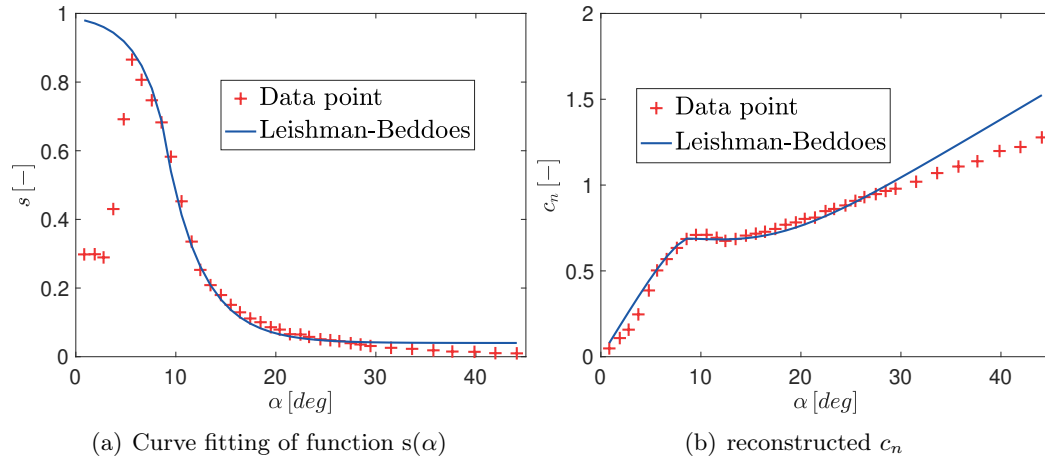 1
0.8
0.6
0.4
0.2
0
s [−]
Data point
Leishman-Beddoes
0 10 20 30 40
α [deg]
(a) Curve fitting of function s(α)
2
1.5
1
0.5
0
c_n [−]
Data point
Leishman-Beddoes
0 10 20 30 40
α [deg]
(b) reconstructed c_n